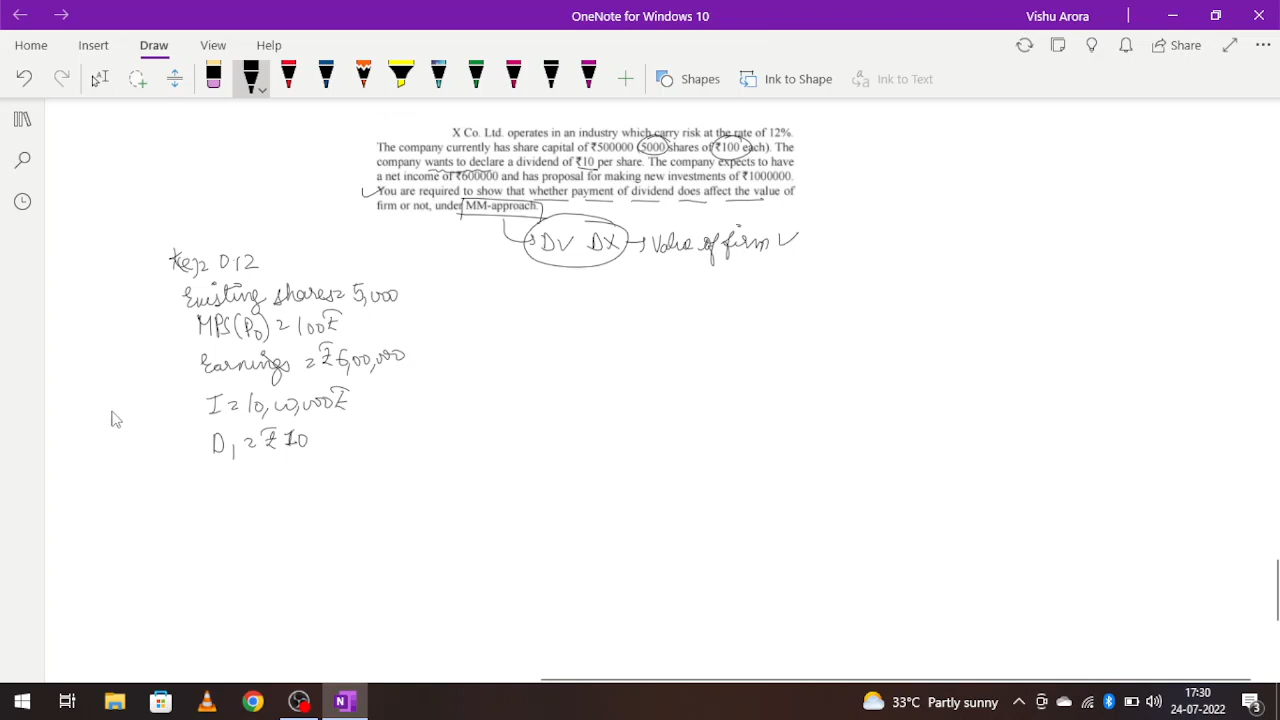 OneNote for Windows 10
Vishu Arora
Home Insert Draw View Help
Share
Shapes Ink to Shape Ink to Text
X Co. Ltd. operates in an industry which carry risk at the rate of 12%.
The company currently has share capital of ₹500000 (5000 shares of ₹100 each). The
company wants to declare a dividend of ₹10 per share. The company expects to have
a net income of ₹600000 and has proposal for making new investments of ₹1000000.
You are required to show that whether payment of dividend does affect the value of
firm or not, under MM-approach.
D✓ DX → Value of firm ✓
Ke = 0.12
Existing shares = 5,000
MPS (P0) = 100₹
Earnings = ₹6,00,000
I = 10,00,000₹
D1 = ₹10
33°C Partly sunny
17:30
24-07-2022
3